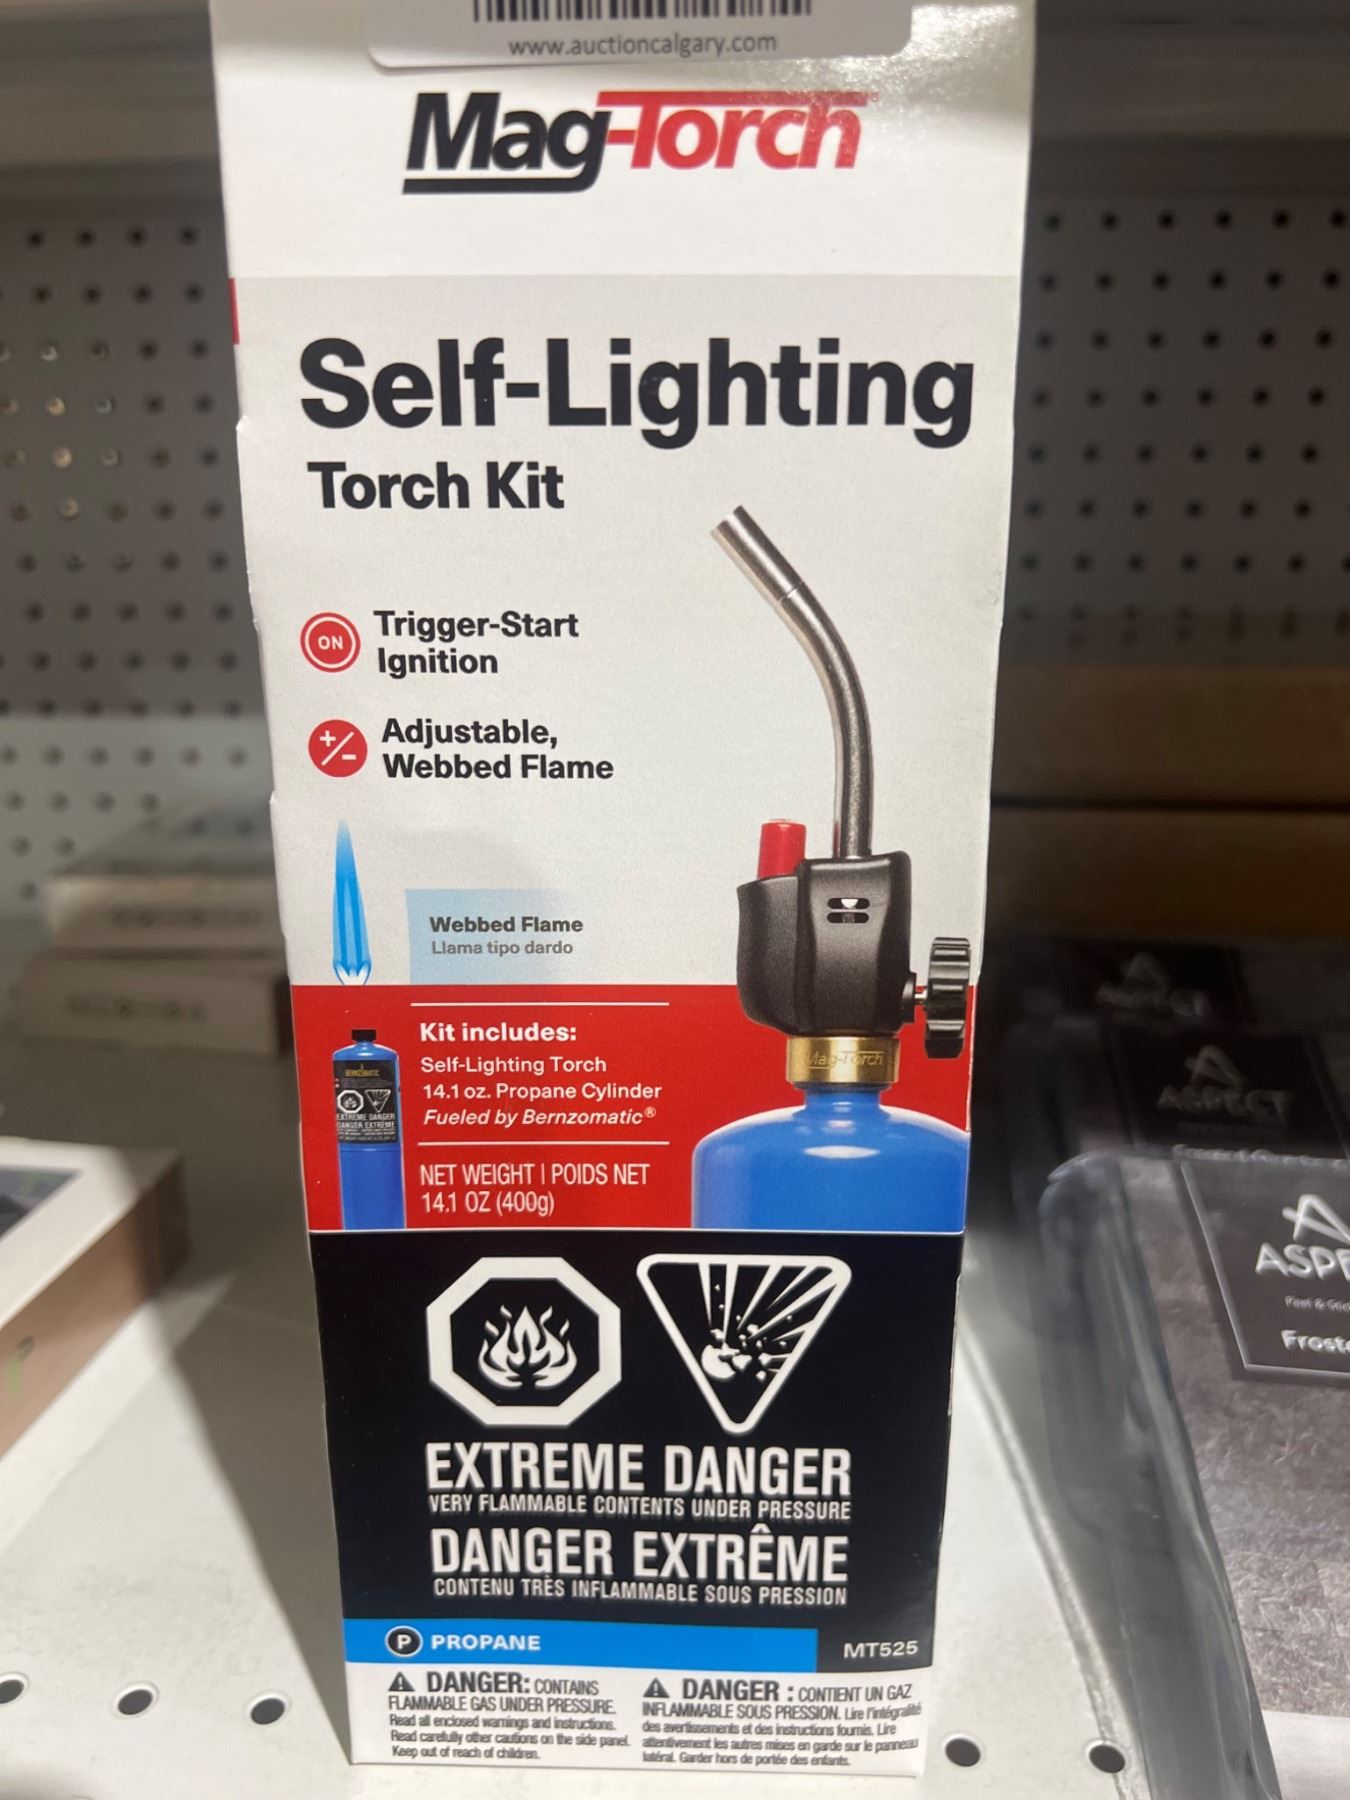 www.auctioncalgary.com
Mag-Torch®
Self-Lighting
Torch Kit
ON
Trigger-Start
Ignition
+/-
Adjustable,
Webbed Flame
Webbed Flame
Llama tipo dardo
Kit includes:
Self-Lighting Torch
14.1 oz. Propane Cylinder
Fueled by Bernzomatic®
NET WEIGHT | POIDS NET
14.1 OZ (400g)
BERNZOMATIC
EXTREME DANGER
DANGER EXTRÊME
Mag-Torch
EXTREME DANGER
VERY FLAMMABLE CONTENTS UNDER PRESSURE
DANGER EXTRÊME
CONTENU TRÈS INFLAMMABLE SOUS PRESSION
P PROPANE
MT525
DANGER: CONTAINS
FLAMMABLE GAS UNDER PRESSURE.
Read all enclosed warnings and instructions.
Read carefully other cautions on the side panel.
Keep out of reach of children.
DANGER : CONTIENT UN GAZ
INFLAMMABLE SOUS PRESSION. Lire l'intégralité
des avertissements et des instructions fournis. Lire
attentivement les autres mises en garde sur le panneau
latéral. Garder hors de portée des enfants.
ASPECT
ASPECT